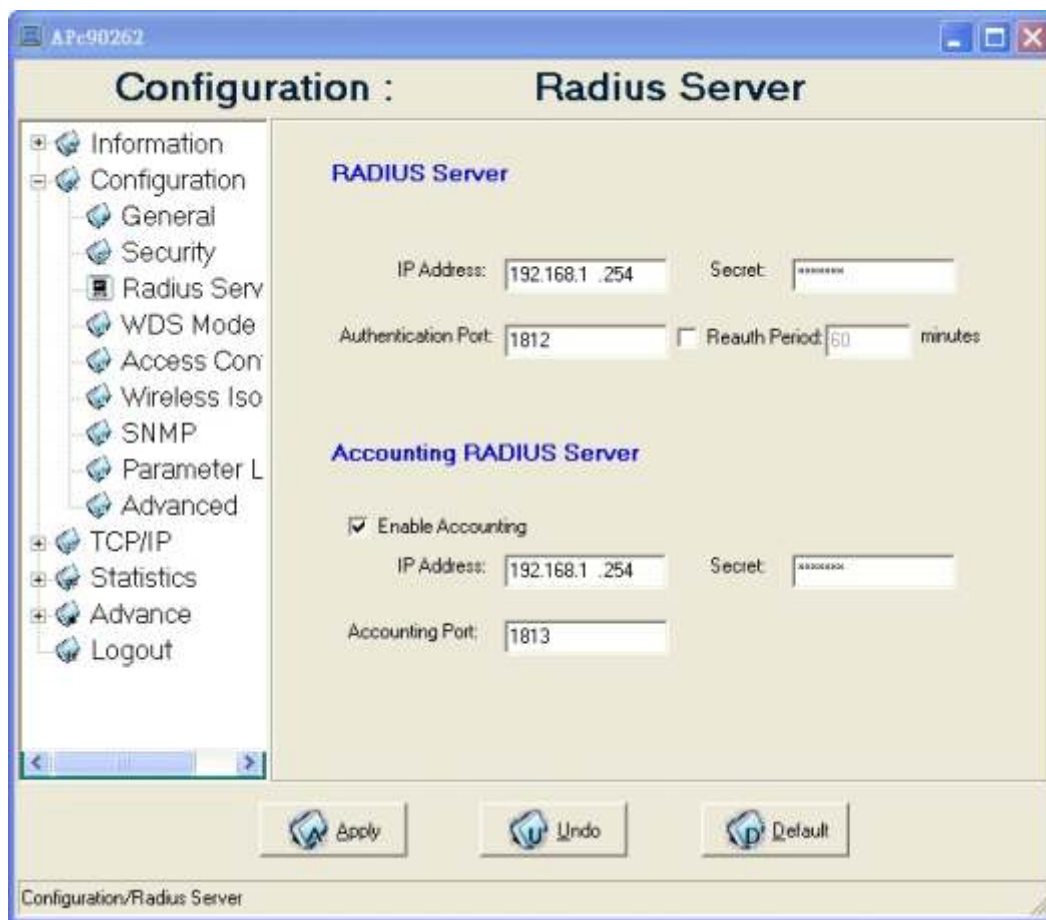 APc90262
Configuration : Radius Server
Information
Configuration
General
Security
Radius Serv
WDS Mode
Access Con
Wireless Iso
SNMP
Parameter L
Advanced
TCP/IP
Statistics
Advance
Logout
RADIUS Server
IP Address: 192.168.1 .254 Secret: *******
Authentication Port: 1812 Reauth Period: 60 minutes
Accounting RADIUS Server
Enable Accounting
IP Address: 192.168.1 .254 Secret: *******
Accounting Port: 1813
Apply Undo Default
Configuration/Radius Server